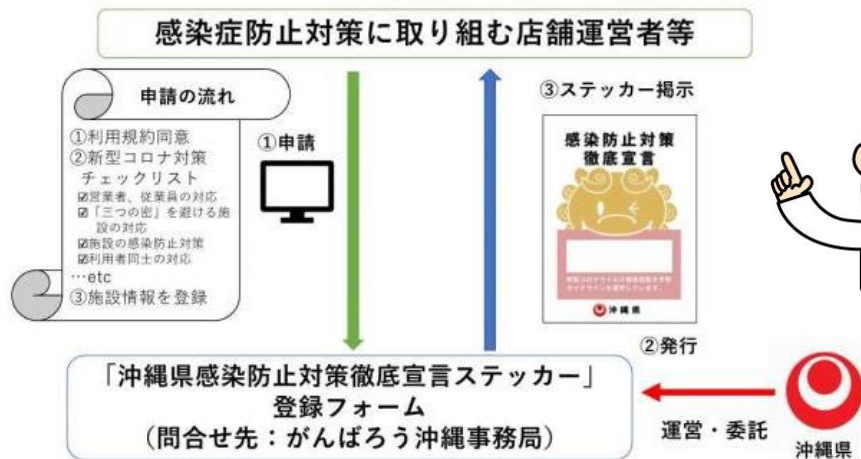 感染症防止対策に取り組む店舗運営者等
申請の流れ
①利用規約同意
②新型コロナ対策
チェックリスト
☑営業者、従業員の対応
☑「三つの密」を避ける施
設の対応
☑施設の感染防止対策
☑利用者同士の対応
…etc
③施設情報を登録
①申請
③ステッカー掲示
感染防止対策
徹底宣言
沖縄県
②発行
「沖縄県感染防止対策徹底宣言ステッカー」
登録フォーム
(問合せ先：がんばろう沖縄事務局)
運営・委託
沖縄県